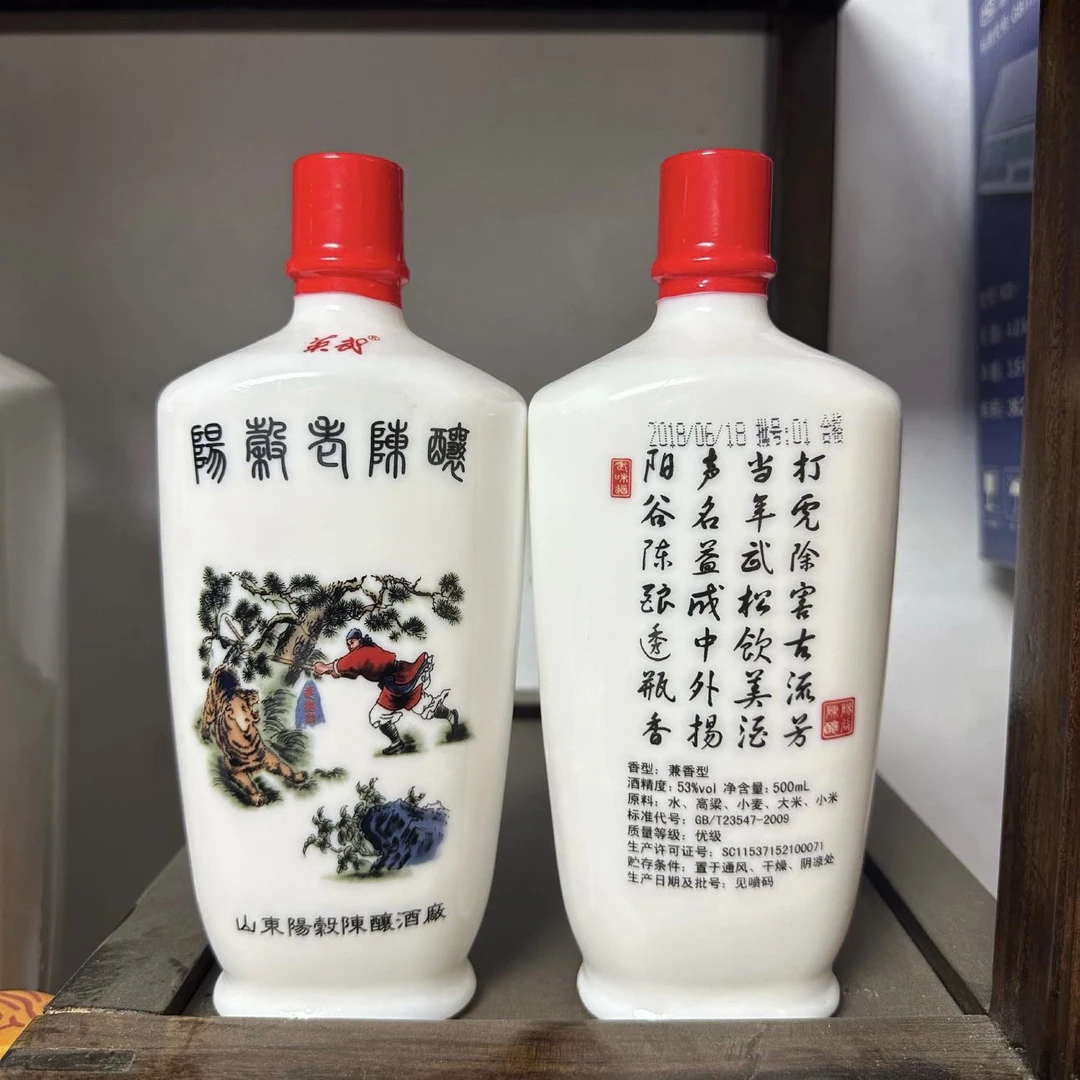 英武®
陽穀老陳釀
山東陽穀陳釀酒廠
2018/06/18 批号:01 合格
打虎除害古流芳
当年武松饮美酒
声名益成中外扬
阳谷陈酿透瓶香
香型：兼香型
酒精度：53%vol 净含量：500mL
原料：水、高粱、小麦、大米、小米
标准代号：GB/T23547-2009
质量等级：优级
生产许可证号：SC11537152100071
贮存条件：置于通风、干燥、阴凉处
生产日期及批号：见喷码